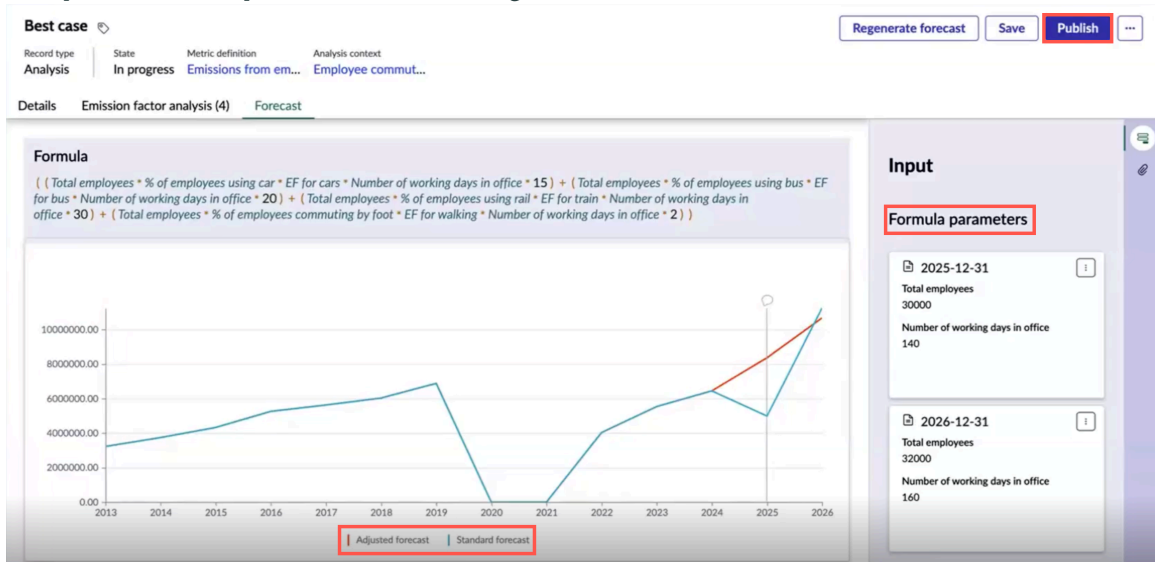 Best case
Regenerate forecast Save Publish ...
Record type State Metric definition Analysis context
Analysis In progress Emissions from em... Employee commut...
Details Emission factor analysis (4) Forecast
Formula
( ( Total employees * % of employees using car * EF for cars * Number of working days in office * 15 ) + ( Total employees * % of employees using bus * EF
for bus * Number of working days in office * 20 ) + ( Total employees * % of employees using rail * EF for train * Number of working days in
office * 30 ) + ( Total employees * % of employees commuting by foot * EF for walking * Number of working days in office * 2 ) )
10000000.00
8000000.00
6000000.00
4000000.00
2000000.00
0.00
2013 2014 2015 2016 2017 2018 2019 2020 2021 2022 2023 2024 2025 2026
Adjusted forecast Standard forecast
Input
Formula parameters
2025-12-31
Total employees
30000
Number of working days in office
140
2026-12-31
Total employees
32000
Number of working days in office
160